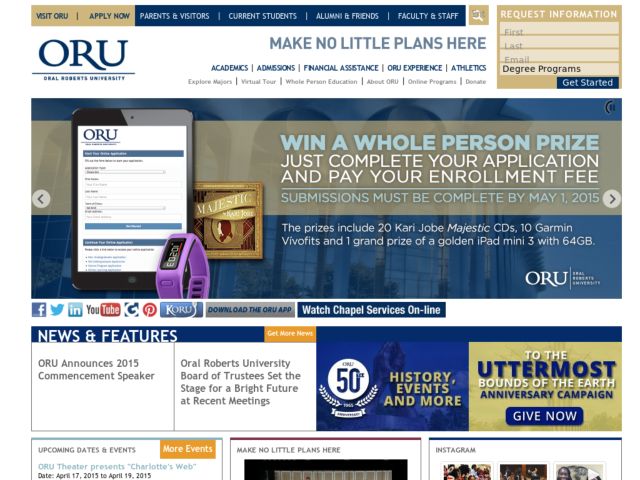 VISIT ORU | APPLY NOW PARENTS & VISITORS | CURRENT STUDENTS | ALUMNI & FRIENDS | FACULTY & STAFF
REQUEST INFORMATION
First
Last
Email
Degree Programs
Get Started
ORU
ORAL ROBERTS UNIVERSITY
MAKE NO LITTLE PLANS HERE
ACADEMICS | ADMISSIONS | FINANCIAL ASSISTANCE | ORU EXPERIENCE | ATHLETICS
Explore Majors | Virtual Tour | Whole Person Education | About ORU | Online Programs | Donate
ORU
MAJESTIC
KARI JOBE
WIN A WHOLE PERSON PRIZE
JUST COMPLETE YOUR APPLICATION
AND PAY YOUR ENROLLMENT FEE
SUBMISSIONS MUST BE COMPLETE BY MAY 1, 2015
The prizes include 20 Kari Jobe Majestic CDs, 10 Garmin
Vívofits and 1 grand prize of a golden iPad mini 3 with 64GB.
ORU ORAL
ROBERTS
UNIVERSITY
You Tube KORU DOWNLOAD THE ORU APP Watch Chapel Services On-line
NEWS & FEATURES
Get More News
ORU Announces 2015
Commencement Speaker
Oral Roberts University
Board of Trustees Set the
Stage for a Bright Future
at Recent Meetings
ORU
50
1965
HISTORY,
EVENTS
AND MORE
TO THE
UTTERMOST
BOUNDS OF THE EARTH
ANNIVERSARY CAMPAIGN
GIVE NOW
UPCOMING DATES & EVENTS
More Events
ORU Theater presents "Charlotte's Web"
Date: April 17, 2015 to April 19, 2015
MAKE NO LITTLE PLANS HERE
INSTAGRAM